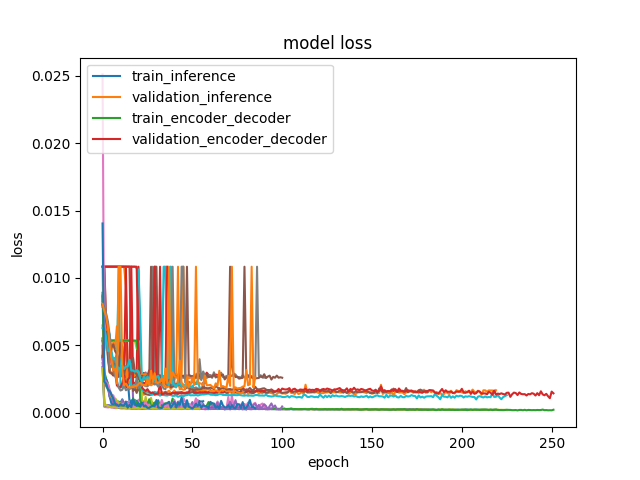 model loss
train_inference
validation_inference
train_encoder_decoder
validation_encoder_decoder
loss
0.025
0.020
0.015
0.010
0.005
0.000
0 50 100 150 200 250
epoch